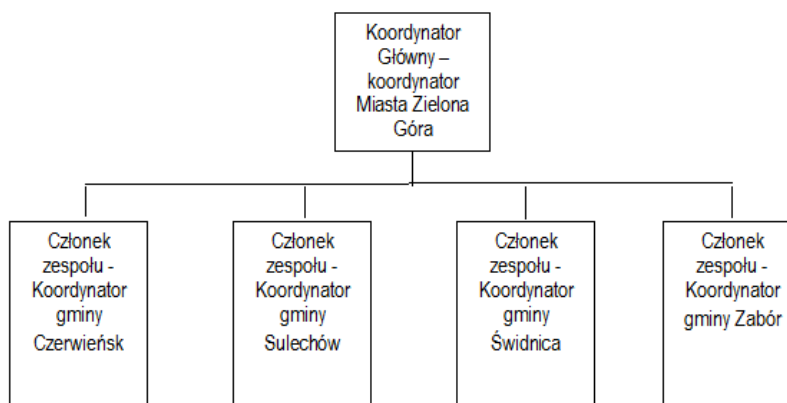 Koordynator
Główny –
koordynator
Miasta Zielona
Góra
Członek
zespołu -
Koordynator
gminy
Czerwieńsk
Członek
zespołu -
Koordynator
gminy
Sulechów
Członek
zespołu -
Koordynator
gminy
Świdnica
Członek
zespołu -
Koordynator
gminy Zabór